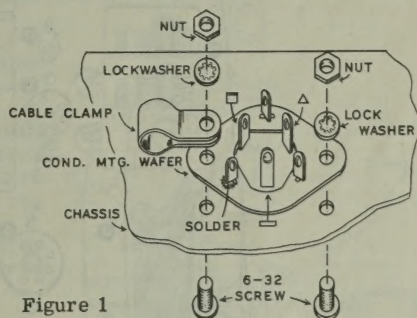 NUT
LOCKWASHER
NUT
CABLE CLAMP
LOCK
WASHER
COND. MTG. WAFER
CHASSIS
SOLDER
6-32
SCREW
Figure 1